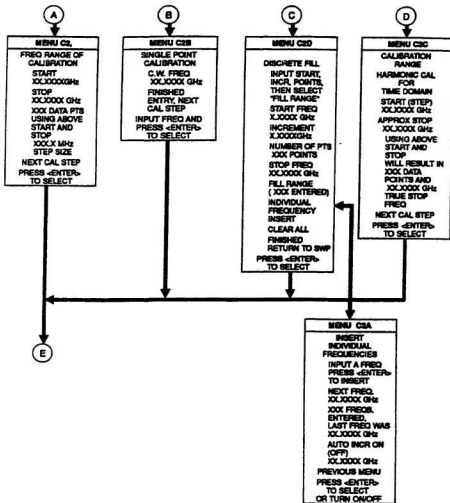 A
B
C
D
MENU C2,
FREQ RANGE OF
CALIBRATION
START
XX.XXXXGHz
STOP
XX.XXXX GHz
XXX DATA PTS
USING ABOVE
START AND
STOP
XXX.X MHz
STEP SIZE
NEXT CAL STEP
PRESS <ENTER>
TO SELECT
MENU C2B
SINGLE POINT
CALIBRATION
C.W. FREQ
XX.XXXX GHz
FINISHED
ENTRY, NEXT
CAL STEP
INPUT FREQ AND
PRESS <ENTER>
TO SELECT
MENU C2D
DISCRETE FILL
INPUT START,
INCR, POINTS,
THEN SELECT
"FILL RANGE"
START FREQ
X.XXXX GHz
INCREMENT
X.XXXXGHz
NUMBER OF PTS
XXX POINTS
STOP FREQ
XX.XXXX GHz
FILL RANGE
( XXX ENTERED)
INDIVIDUAL
FREQUENCY
INSERT
CLEAR ALL
FINISHED
RETURN TO SWP
PRESS <ENTER>
TO SELECT
MENU C2C
CALIBRATION
RANGE
HARMONIC CAL
FOR
TIME DOMAIN
START (STEP)
XX.XXXX GHz
APPROX STOP
XX.XXXX GHz
USING ABOVE
START AND
STOP
WILL RESULT IN
XXX DATA
POINTS AND
XX.XXXX GHz
TRUE STOP
FREQ
NEXT CAL STEP
PRESS <ENTER>
TO SELECT
E
MENU C2A
INSERT
INDIVIDUAL
FREQUENCIES
INPUT A FREQ
PRESS <ENTER>
TO INSERT
NEXT FREQ.
XX.XXXX GHz
XXX FREQS.
ENTERED,
LAST FREQ WAS
XX.XXXX GHz
AUTO INCR ON
(OFF)
XX.XXXX GHz
PREVIOUS MENU
PRESS <ENTER>
TO SELECT
OR TURN ON/OFF